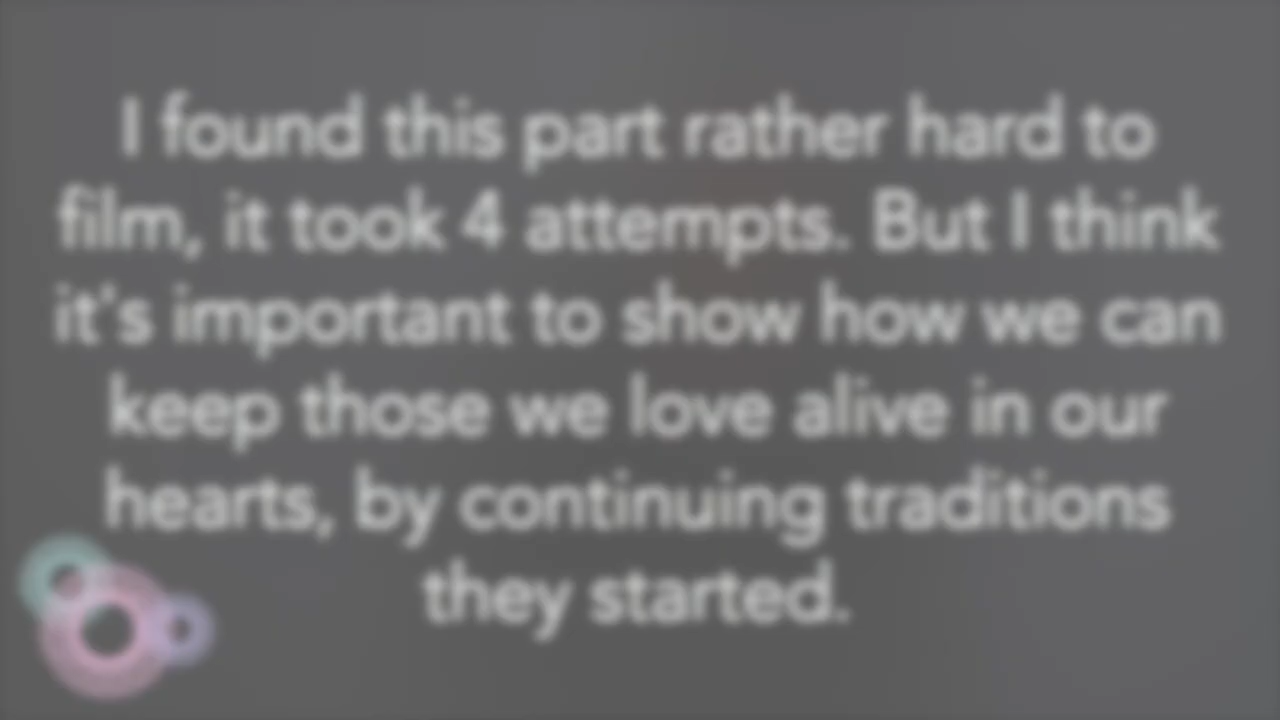 I found this part rather hard to
film, it took 4 attempts. But I think
it's important to show how we can
keep those we love alive in our
hearts, by continuing traditions
they started.